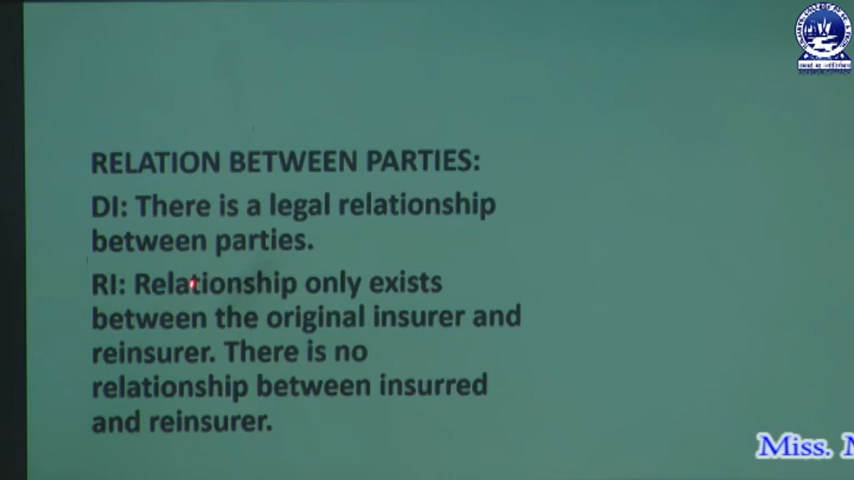 RELATION BETWEEN PARTIES:
DI: There is a legal relationship
between parties.
RI: Relationship only exists
between the original insurer and
reinsurer. There is no
relationship between insurred
and reinsurer.
Miss.